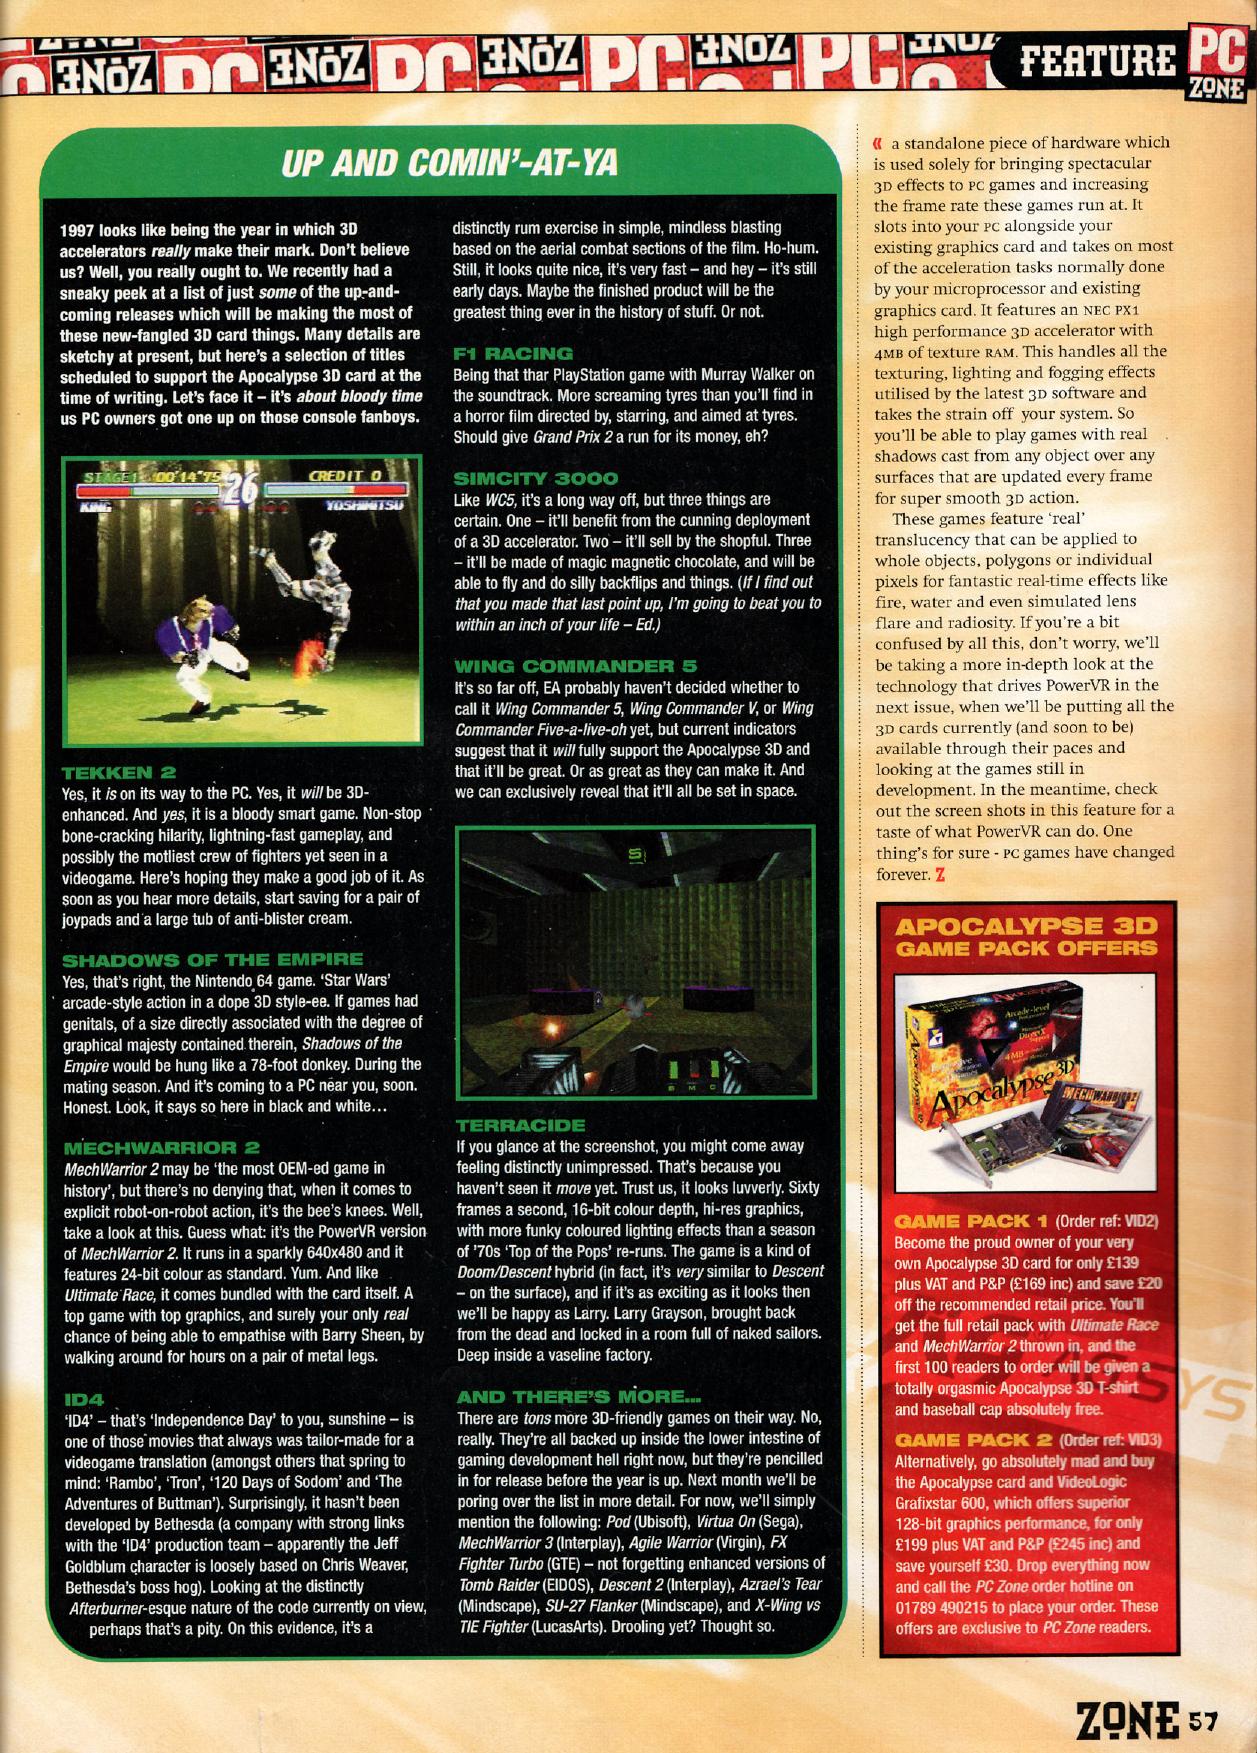 FEATURE
PC
ZONE
UP AND COMIN'-AT-YA
1997 looks like being the year in which 3D
accelerators really make their mark. Don't believe
us? Well, you really ought to. We recently had a
sneaky peek at a list of just some of the up-and-
coming releases which will be making the most of
these new-fangled 3D card things. Many details are
sketchy at present, but here's a selection of titles
scheduled to support the Apocalypse 3D card at the
time of writing. Let's face it – it's about bloody time
us PC owners got one up on those console fanboys.
STAGE1 00'14"75
26
CREDIT 0
KING
YOSHIMITSU
TEKKEN 2
Yes, it is on its way to the PC. Yes, it will be 3D-
enhanced. And yes, it is a bloody smart game. Non-stop
bone-cracking hilarity, lightning-fast gameplay, and
possibly the motliest crew of fighters yet seen in a
videogame. Here's hoping they make a good job of it. As
soon as you hear more details, start saving for a pair of
joypads and a large tub of anti-blister cream.
SHADOWS OF THE EMPIRE
Yes, that's right, the Nintendo 64 game. 'Star Wars'
arcade-style action in a dope 3D style-ee. If games had
genitals, of a size directly associated with the degree of
graphical majesty contained therein, Shadows of the
Empire would be hung like a 78-foot donkey. During the
mating season. And it's coming to a PC near you, soon.
Honest. Look, it says so here in black and white...
MECHWARRIOR 2
MechWarrior 2 may be 'the most OEM-ed game in
history', but there's no denying that, when it comes to
explicit robot-on-robot action, it's the bee's knees. Well,
take a look at this. Guess what: it's the PowerVR version
of MechWarrior 2. It runs in a sparkly 640x480 and it
features 24-bit colour as standard. Yum. And like
Ultimate Race, it comes bundled with the card itself. A
top game with top graphics, and surely your only real
chance of being able to empathise with Barry Sheen, by
walking around for hours on a pair of metal legs.
ID4
'ID4' – that's 'Independence Day' to you, sunshine – is
one of those movies that always was tailor-made for a
videogame translation (amongst others that spring to
mind: 'Rambo', 'Tron', '120 Days of Sodom' and 'The
Adventures of Buttman'). Surprisingly, it hasn't been
developed by Bethesda (a company with strong links
with the 'ID4' production team – apparently the Jeff
Goldblum character is loosely based on Chris Weaver,
Bethesda's boss hog). Looking at the distinctly
Afterburner-esque nature of the code currently on view,
perhaps that's a pity. On this evidence, it's a
distinctly rum exercise in simple, mindless blasting
based on the aerial combat sections of the film. Ho-hum.
Still, it looks quite nice, it's very fast – and hey – it's still
early days. Maybe the finished product will be the
greatest thing ever in the history of stuff. Or not.
F1 RACING
Being that thar PlayStation game with Murray Walker on
the soundtrack. More screaming tyres than you'll find in
a horror film directed by, starring, and aimed at tyres.
Should give Grand Prix 2 a run for its money, eh?
SIMCITY 3000
Like WC5, it's a long way off, but three things are
certain. One – it'll benefit from the cunning deployment
of a 3D accelerator. Two – it'll sell by the shopful. Three
– it'll be made of magic magnetic chocolate, and will be
able to fly and do silly backflips and things. (If I find out
that you made that last point up, I'm going to beat you to
within an inch of your life – Ed.)
WING COMMANDER 5
It's so far off, EA probably haven't decided whether to
call it Wing Commander 5, Wing Commander V, or Wing
Commander Five-a-live-oh yet, but current indicators
suggest that it will fully support the Apocalypse 3D and
that it'll be great. Or as great as they can make it. And
we can exclusively reveal that it'll all be set in space.
S
TERRACIDE
If you glance at the screenshot, you might come away
feeling distinctly unimpressed. That's because you
haven't seen it move yet. Trust us, it looks luvverly. Sixty
frames a second, 16-bit colour depth, hi-res graphics,
with more funky coloured lighting effects than a season
of '70s 'Top of the Pops' re-runs. The game is a kind of
Doom/Descent hybrid (in fact, it's very similar to Descent
– on the surface), and if it's as exciting as it looks then
we'll be happy as Larry. Larry Grayson, brought back
from the dead and locked in a room full of naked sailors.
Deep inside a vaseline factory.
AND THERE'S MORE...
There are tons more 3D-friendly games on their way. No,
really. They're all backed up inside the lower intestine of
gaming development hell right now, but they're pencilled
in for release before the year is up. Next month we'll be
poring over the list in more detail. For now, we'll simply
mention the following: Pod (Ubisoft), Virtua On (Sega),
MechWarrior 3 (Interplay), Agile Warrior (Virgin), FX
Fighter Turbo (GTE) – not forgetting enhanced versions of
Tomb Raider (EIDOS), Descent 2 (Interplay), Azrael's Tear
(Mindscape), SU-27 Flanker (Mindscape), and X-Wing vs
TIE Fighter (LucasArts). Drooling yet? Thought so.
« a standalone piece of hardware which
is used solely for bringing spectacular
3D effects to PC games and increasing
the frame rate these games run at. It
slots into your PC alongside your
existing graphics card and takes on most
of the acceleration tasks normally done
by your microprocessor and existing
graphics card. It features an NEC PX1
high performance 3D accelerator with
4MB of texture RAM. This handles all the
texturing, lighting and fogging effects
utilised by the latest 3D software and
takes the strain off your system. So
you'll be able to play games with real
shadows cast from any object over any
surfaces that are updated every frame
for super smooth 3D action.
These games feature 'real'
translucency that can be applied to
whole objects, polygons or individual
pixels for fantastic real-time effects like
fire, water and even simulated lens
flare and radiosity. If you're a bit
confused by all this, don't worry, we'll
be taking a more in-depth look at the
technology that drives PowerVR in the
next issue, when we'll be putting all the
3D cards currently (and soon to be)
available through their paces and
looking at the games still in
development. In the meantime, check
out the screen shots in this feature for a
taste of what PowerVR can do. One
thing's for sure - PC games have changed
forever. Z
APOCALYPSE 3D
GAME PACK OFFERS
Arcade-level
DirectX
4 MB
Apocalypse 3D
MECHWARRIOR 2
GAME PACK 1 (Order ref: VID2)
Become the proud owner of your very
own Apocalypse 3D card for only £139
plus VAT and P&P (£169 inc) and save £20
off the recommended retail price. You'll
get the full retail pack with Ultimate Race
and MechWarrior 2 thrown in, and the
first 100 readers to order will be given a
totally orgasmic Apocalypse 3D T-shirt
and baseball cap absolutely free.
GAME PACK 2 (Order ref: VID3)
Alternatively, go absolutely mad and buy
the Apocalypse card and VideoLogic
Grafixstar 600, which offers superior
128-bit graphics performance, for only
£199 plus VAT and P&P (£245 inc) and
save yourself £30. Drop everything now
and call the PC Zone order hotline on
01789 490215 to place your order. These
offers are exclusive to PC Zone readers.
ZONE 57